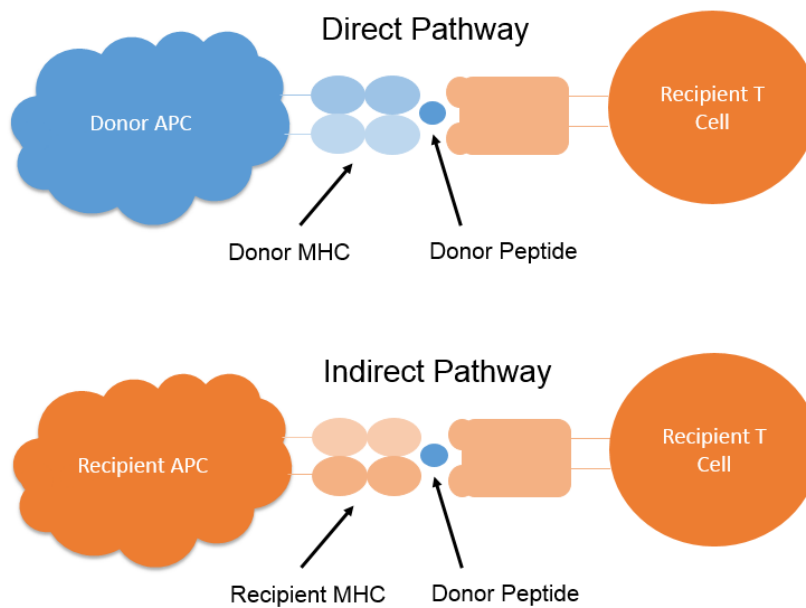 Direct Pathway
Donor APC
Recipient T
Cell
Donor MHC
Donor Peptide
Indirect Pathway
Recipient APC
Recipient T
Cell
Recipient MHC
Donor Peptide